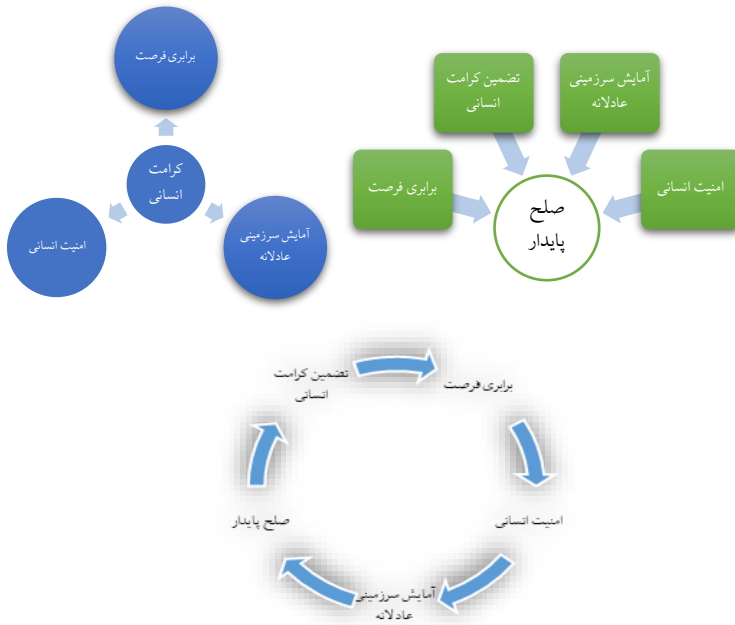 برابری فرصت
کرامت
انسانی
امنیت انسانی
آمایش سرزمینی
عادلانه
تضمین کرامت
انسانی
آمایش سرزمینی
عادلانه
برابری فرصت
امنیت انسانی
صلح
پایدار
تضمین کرامت
انسانی
برابری فرصت
امنیت انسانی
آمایش سرزمینی
عادلانه
صلح پایدار